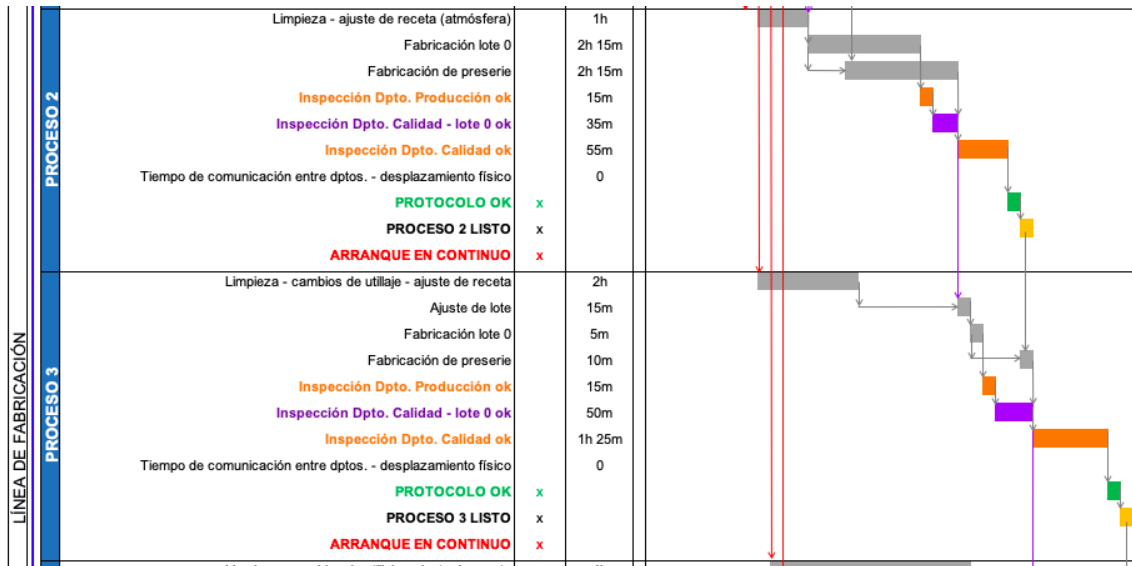 LÍNEA DE FABRICACIÓN
PROCESO 2
Limpieza - ajuste de receta (atmósfera) 1h
Fabricación lote 0 2h 15m
Fabricación de preserie 2h 15m
Inspección Dpto. Producción ok 15m
Inspección Dpto. Calidad - lote 0 ok 35m
Inspección Dpto. Calidad ok 55m
Tiempo de comunicación entre dptos. - desplazamiento físico 0
PROTOCOLO OK x
PROCESO 2 LISTO x
ARRANQUE EN CONTINUO x
PROCESO 3
Limpieza - cambios de utillaje - ajuste de receta 2h
Ajuste de lote 15m
Fabricación lote 0 5m
Fabricación de preserie 10m
Inspección Dpto. Producción ok 15m
Inspección Dpto. Calidad - lote 0 ok 50m
Inspección Dpto. Calidad ok 1h 25m
Tiempo de comunicación entre dptos. - desplazamiento físico 0
PROTOCOLO OK x
PROCESO 3 LISTO x
ARRANQUE EN CONTINUO x